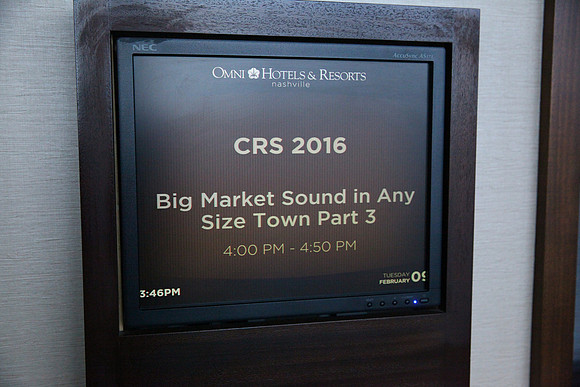 NEC
OMNI HOTELS & RESORTS
nashville
CRS 2016
Big Market Sound in Any
Size Town Part 3
4:00 PM - 4:50 PM
TUESDAY
FEBRUARY 09
3:46PM